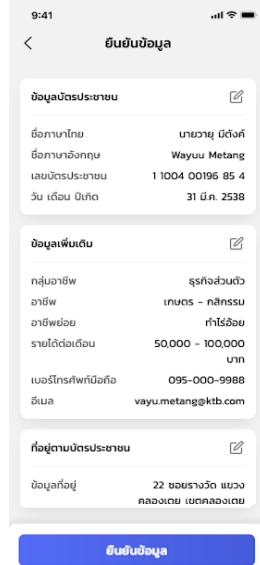 9:41
ยืนยันข้อมูล
ข้อมูลบัตรประชาชน
ชื่อภาษาไทย นายวายุ มีตังค์
ชื่อภาษาอังกฤษ Wayuu Metang
เลขบัตรประชาชน 1 1004 00196 85 4
วัน เดือน ปีเกิด 31 มี.ค. 2538
ข้อมูลเพิ่มเติม
กลุ่มอาชีพ ธุรกิจส่วนตัว
อาชีพ เกษตร - กสิกรรม
อาชีพย่อย ทำไร่อ้อย
รายได้ต่อเดือน 50,000 - 100,000
บาท
เบอร์โทรศัพท์มือถือ 095-000-9988
อีเมล vayu.metang@ktb.com
ที่อยู่ตามบัตรประชาชน
ข้อมูลที่อยู่ 22 ซอยรางวัด แขวง
คลองเตย เขตคลองเตย
ยืนยันข้อมูล